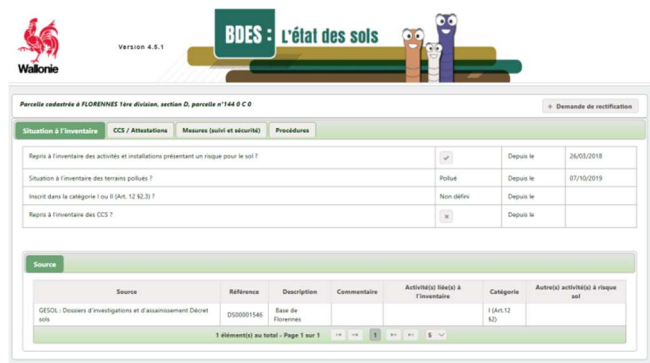 Wallonie
Version 4.5.1
BDES : L'état des sols
Parcelle cadastrée à FLORENNES 1ère division, section D, parcelle n°144 0 C 0
+ Demande de rectification
Situation à l'inventaire
CCS / Attestations
Mesures (suivi et sécurité)
Procédures
Repris à l'inventaire des activités et installations présentant un risque pour le sol ? Depuis le 26/03/2018
Situation à l'inventaire des terrains pollués ? Pollué Depuis le 07/10/2019
Inscrit dans la catégorie I ou II (Art. 12 §2,3) ? Non défini Depuis le
Repris à l'inventaire des CCS ? Depuis le
Source
Source Référence Description Commentaire Activité(s) liée(s) à l'inventaire Catégorie Autre(s) activité(s) à risque sol
GESOL : Dossiers d'investigations et d'assainissement Décret sols DS00001546 Base de Florennes I (Art.12 §2)
1 élément(s) au total - Page 1 sur 1 1 6